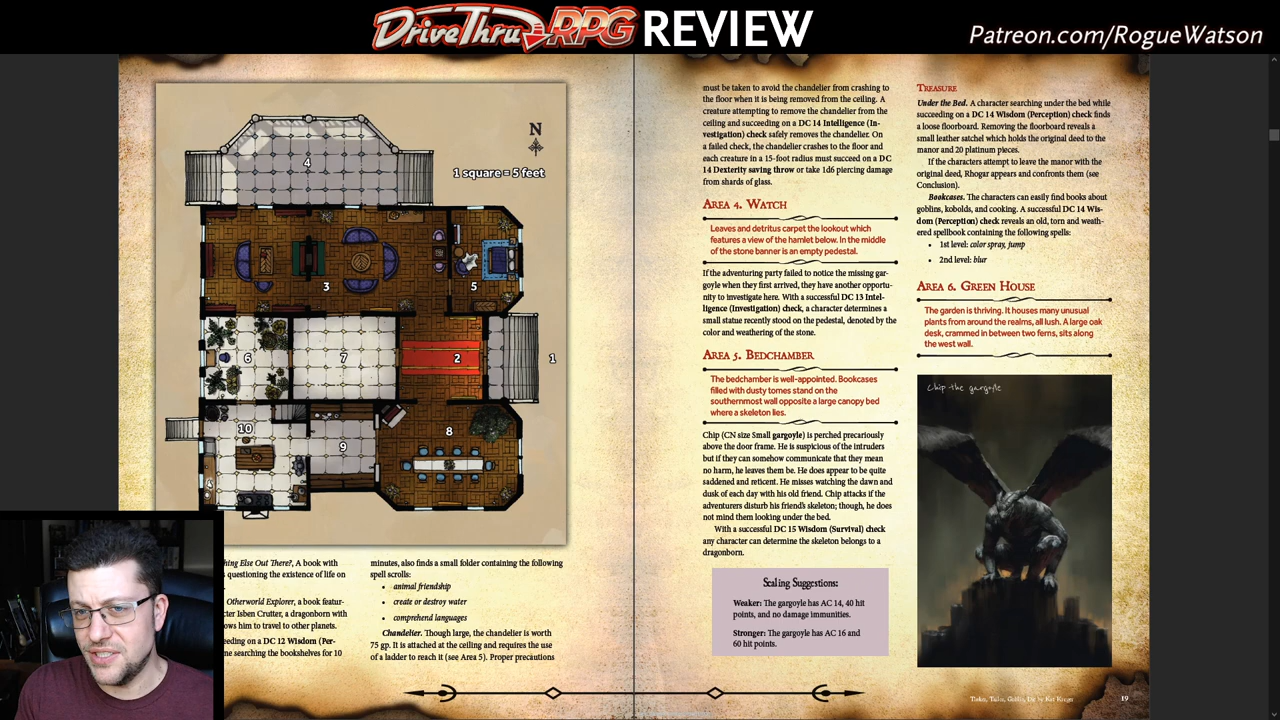 DriveThruRPG REVIEW
Patreon.com/RogueWatson
N
1 square = 5 feet
4
3
5
6
7
2
1
10
9
8
hing Else Out There?, A book with
s questioning the existence of life on
Otherworld Explorer, a book featur-
cter Isben Crutter, a dragonborn with
ows him to travel to other planets.
eeding on a DC 12 Wisdom (Per-
me searching the bookshelves for 10
minutes, also finds a small folder containing the following
spell scrolls:
• animal friendship
• create or destroy water
• comprehend languages
Chandelier. Though large, the chandelier is worth
75 gp. It is attached at the ceiling and requires the use
of a ladder to reach it (see Area 5). Proper precautions
must be taken to avoid the chandelier from crashing to
the floor when it is being removed from the ceiling. A
creature attempting to remove the chandelier from the
ceiling and succeeding on a DC 14 Intelligence (In-
vestigation) check safely removes the chandelier. On
a failed check, the chandelier crashes to the floor and
each creature in a 15-foot radius must succeed on a DC
14 Dexterity saving throw or take 1d6 piercing damage
from shards of glass.
Area 4. Watch
Leaves and detritus carpet the lookout which
features a view of the hamlet below. In the middle
of the stone banner is an empty pedestal.
If the adventuring party failed to notice the missing gar-
goyle when they first arrived, they have another opportu-
nity to investigate here. With a successful DC 13 Intel-
ligence (Investigation) check, a character determines a
small statue recently stood on the pedestal, denoted by the
color and weathering of the stone.
Area 5. Bedchamber
The bedchamber is well-appointed. Bookcases
filled with dusty tomes stand on the
southernmost wall opposite a large canopy bed
where a skeleton lies.
Chip (CN size Small gargoyle) is perched precariously
above the door frame. He is suspicious of the intruders
but if they can somehow communicate that they mean
no harm, he leaves them be. He does appear to be quite
saddened and reticent. He misses watching the dawn and
dusk of each day with his old friend. Chip attacks if the
adventurers disturb his friend's skeleton; though, he does
not mind them looking under the bed.
With a successful DC 15 Wisdom (Survival) check
any character can determine the skeleton belongs to a
dragonborn.
Scaling Suggestions:
Weaker: The gargoyle has AC 14, 40 hit
points, and no damage immunities.
Stronger: The gargoyle has AC 16 and
60 hit points.
Treasure
Under the Bed. A character searching under the bed while
succeeding on a DC 14 Wisdom (Perception) check finds
a loose floorboard. Removing the floorboard reveals a
small leather satchel which holds the original deed to the
manor and 20 platinum pieces.
If the characters attempt to leave the manor with the
original deed, Rhogar appears and confronts them (see
Conclusion).
Bookcases. The characters can easily find books about
goblins, kobolds, and cooking. A successful DC 14 Wis-
dom (Perception) check reveals an old, torn and weath-
ered spellbook containing the following spells:
• 1st level: color spray, jump
• 2nd level: blur
Area 6. Green House
The garden is thriving. It houses many unusual
plants from around the realms, all lush. A large oak
desk, crammed in between two ferns, sits along
the west wall.
Chip the gargoyle
19